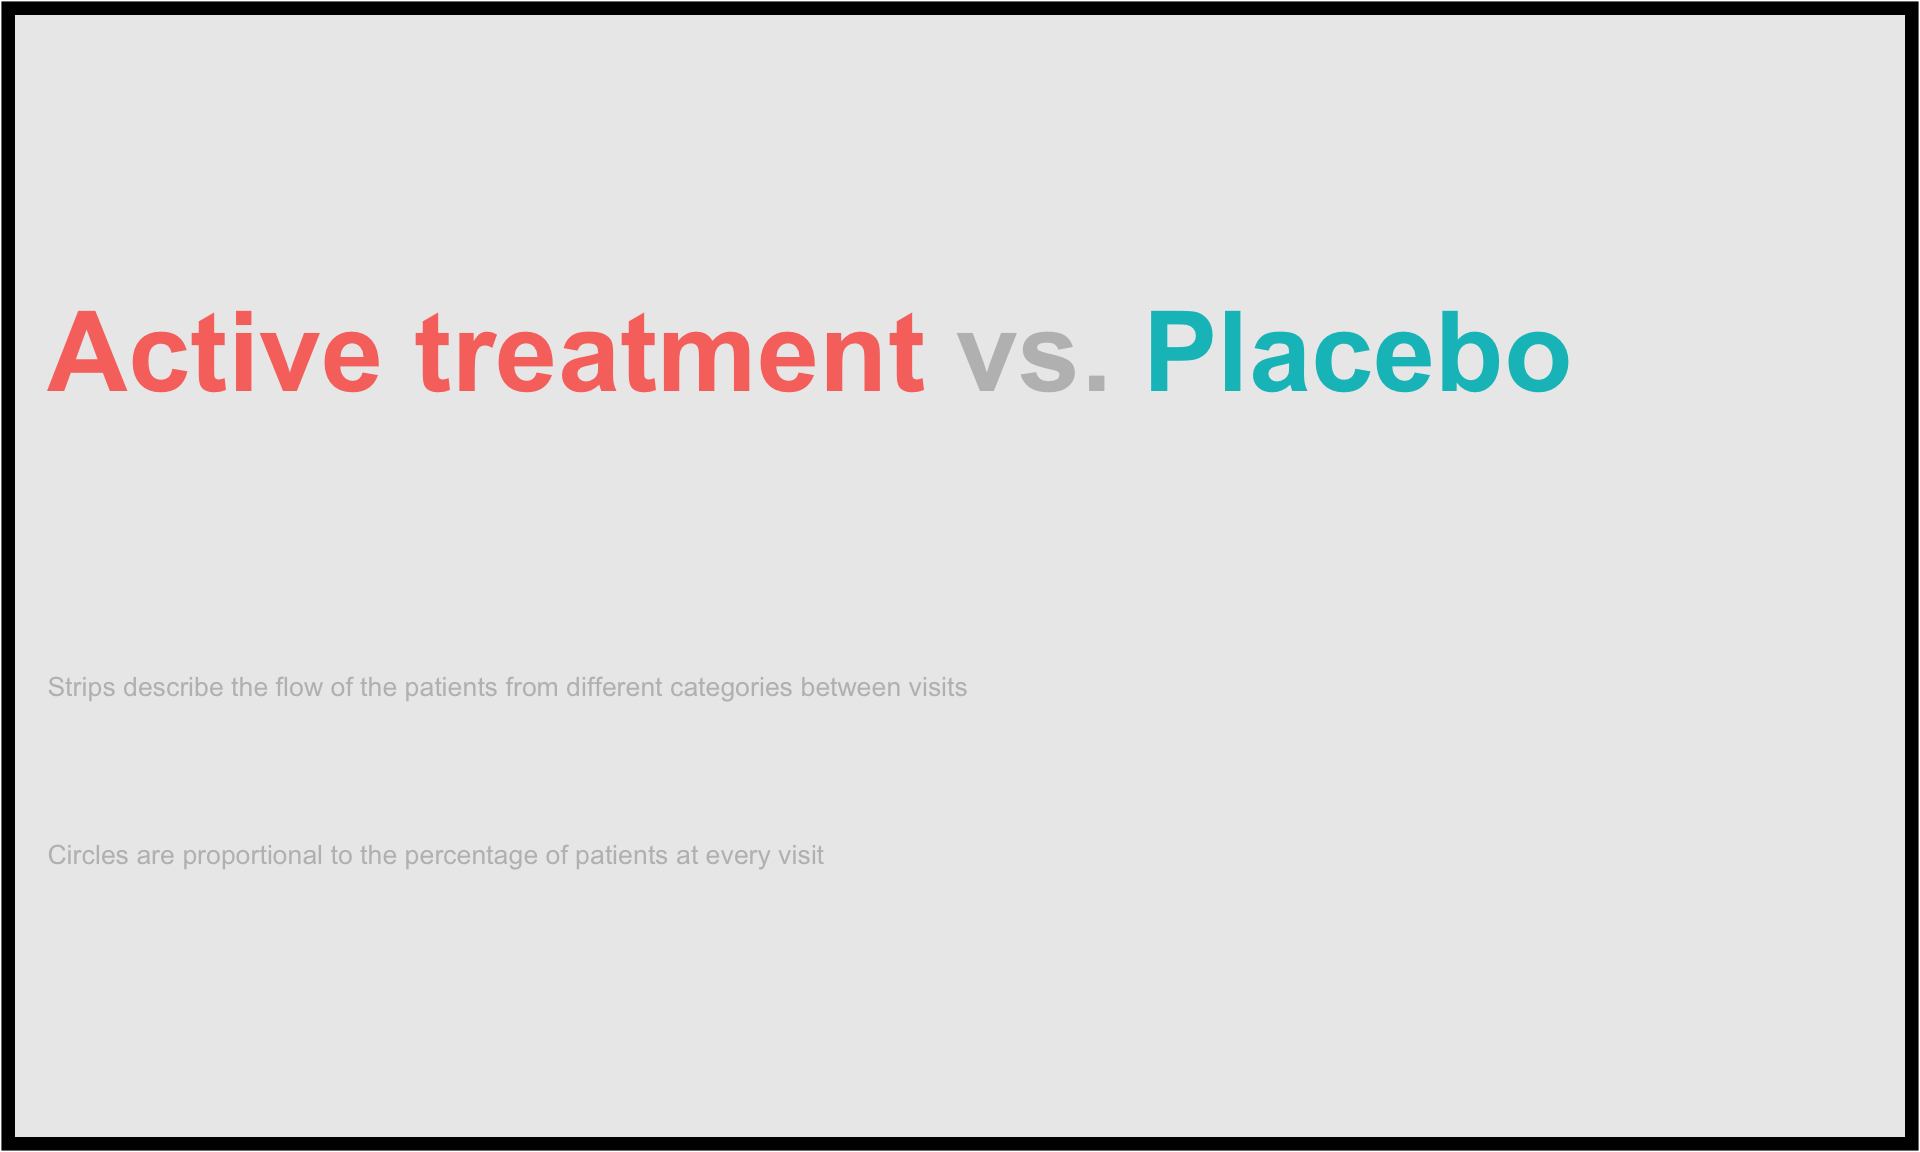 Active treatment vs. Placebo
Strips describe the flow of the patients from different categories between visits
Circles are proportional to the percentage of patients at every visit